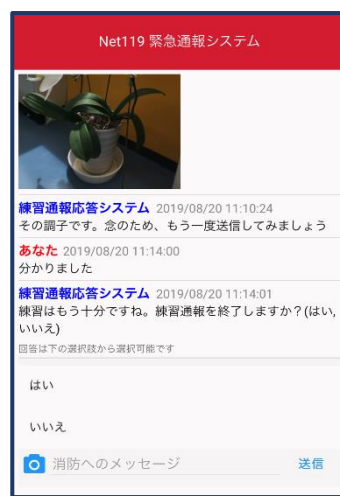 Net119 緊急通報システム
練習通報応答システム 2019/08/20 11:10:24
その調子です。念のため、もう一度送信してみましょう
あなた 2019/08/20 11:14:00
分かりました
練習通報応答システム 2019/08/20 11:14:01
練習はもう十分ですね。練習通報を終了しますか？(はい,
いいえ)
回答は下の選択肢から選択可能です
はい
いいえ
消防へのメッセージ 送信